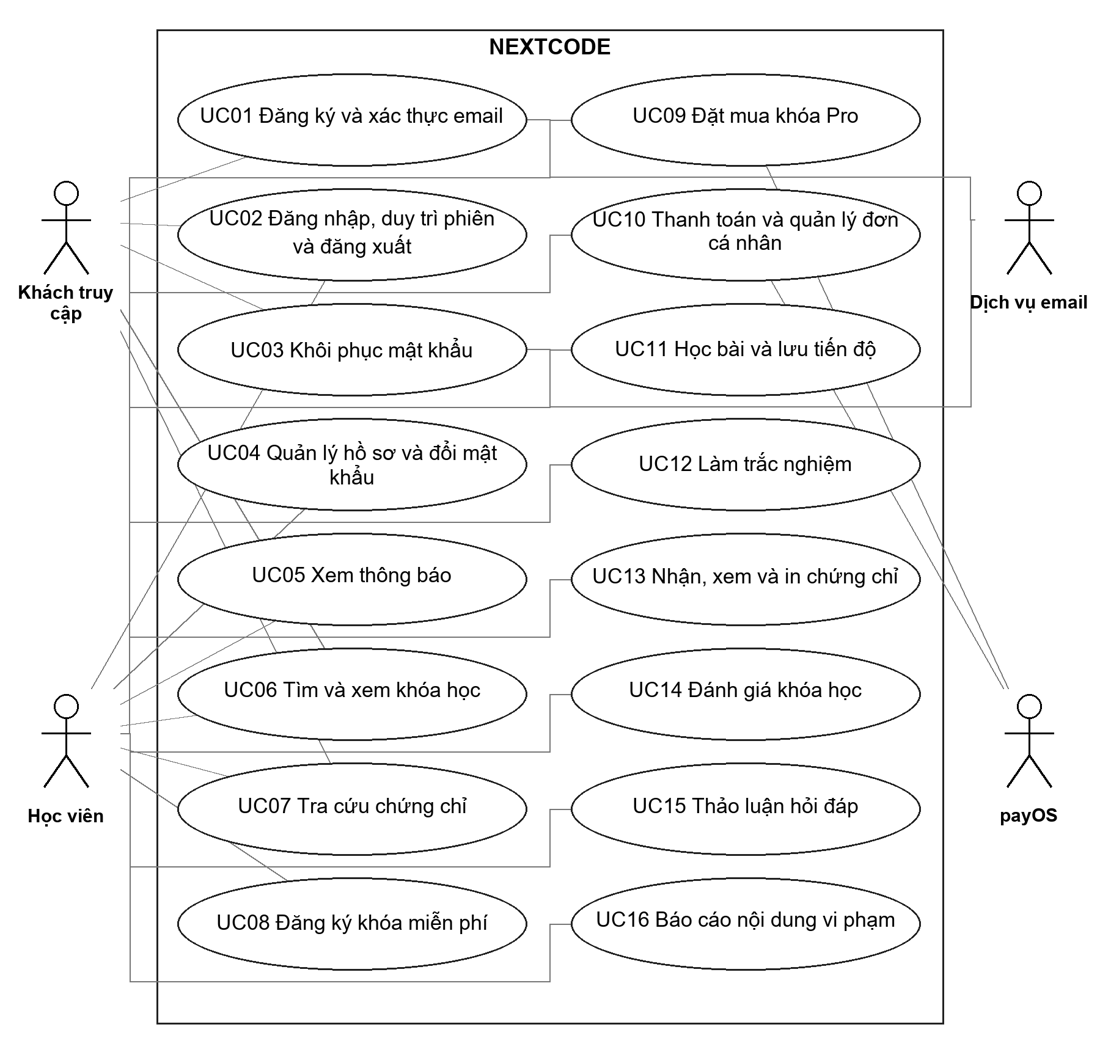 NEXTCODE
UC01 Đăng ký và xác thực email
UC09 Đặt mua khóa Pro
UC02 Đăng nhập, duy trì phiên
và đăng xuất
UC10 Thanh toán và quản lý đơn
cá nhân
Khách truy
cập
Dịch vụ email
UC03 Khôi phục mật khẩu
UC11 Học bài và lưu tiến độ
UC04 Quản lý hồ sơ và đổi mật
khẩu
UC12 Làm trắc nghiệm
UC05 Xem thông báo
UC13 Nhận, xem và in chứng chỉ
UC06 Tìm và xem khóa học
UC14 Đánh giá khóa học
UC07 Tra cứu chứng chỉ
UC15 Thảo luận hỏi đáp
Học viên
payOS
UC08 Đăng ký khóa miễn phí
UC16 Báo cáo nội dung vi phạm